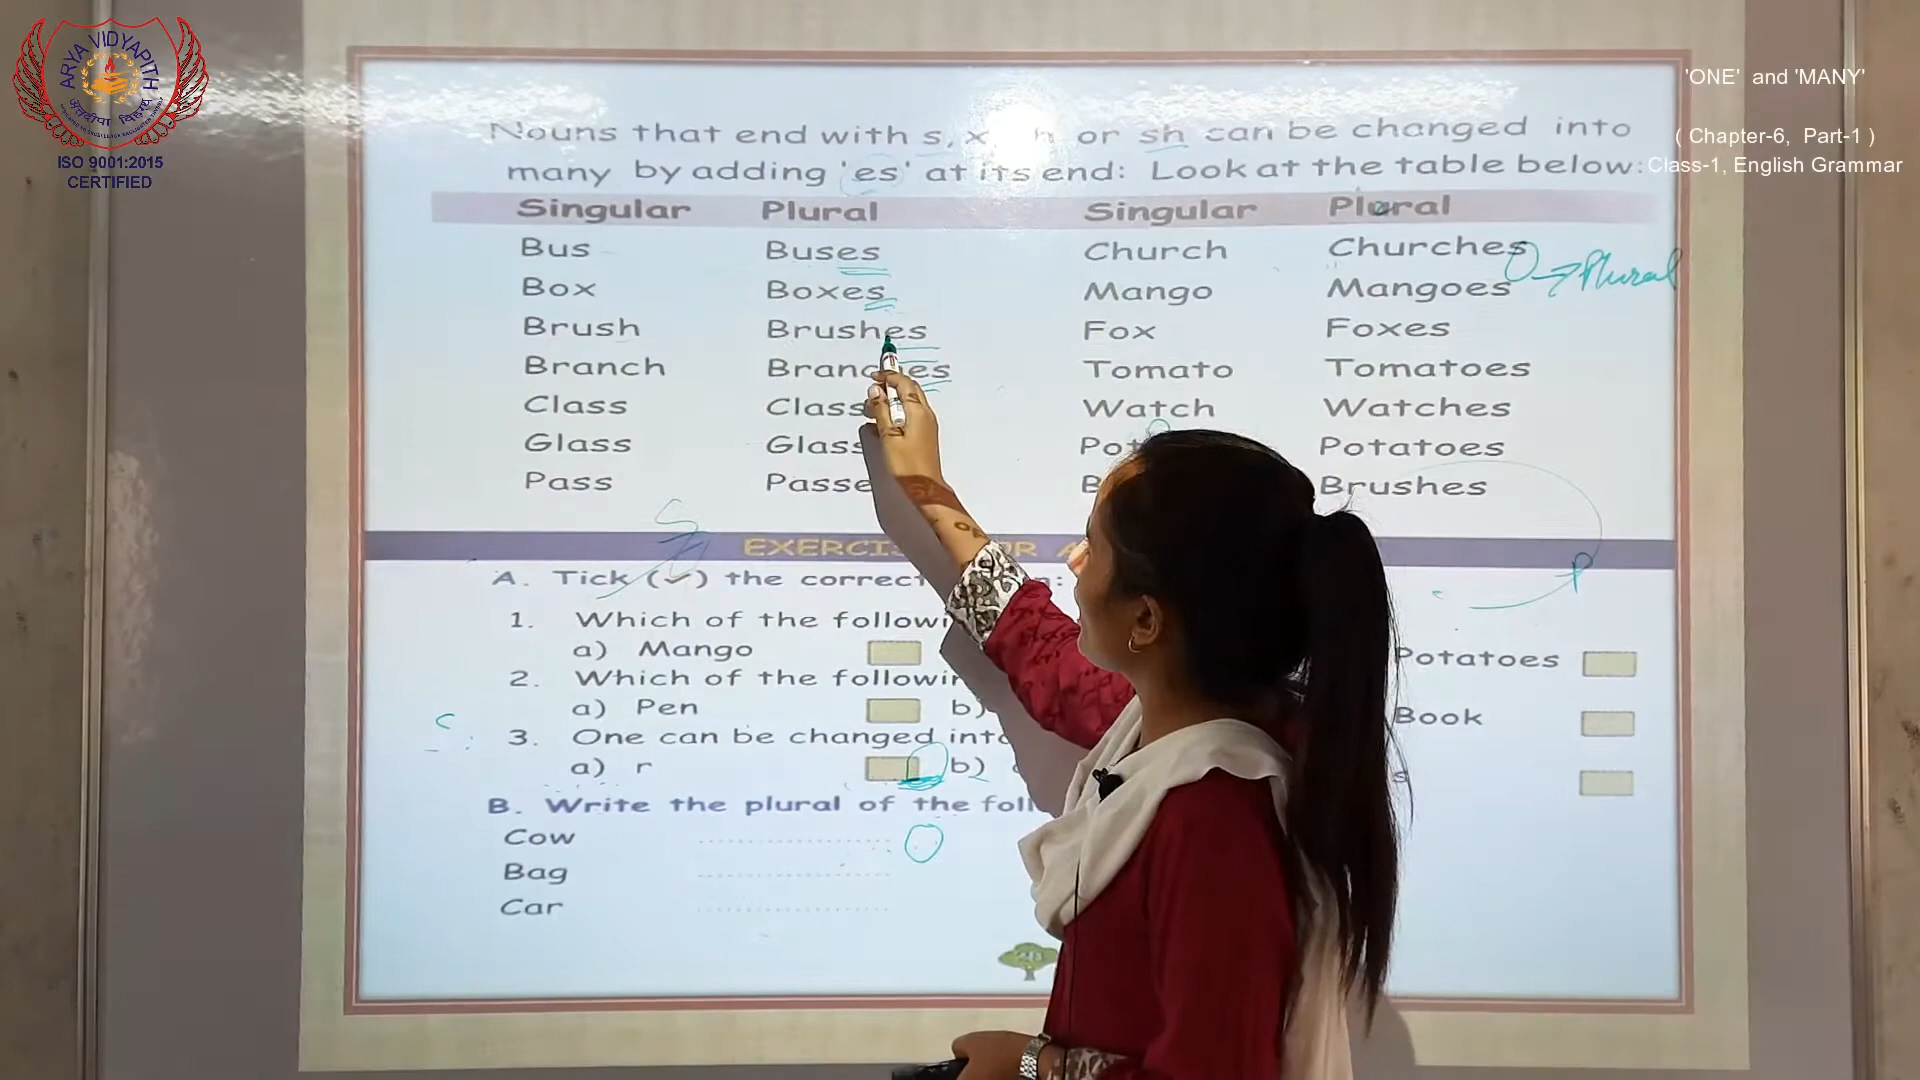 ARYA VIDYAPITH
ISO 9001:2015
CERTIFIED
'ONE' and 'MANY'
( Chapter-6, Part-1 )
Class-1, English Grammar
Nouns that end with s, x or sh can be changed into
many by adding 'es' at its end: Look at the table below:
Singular Plural Singular Plural
Bus Buses Church Churches
Box Boxes Mango Mangoes
Plural
Brush Brushes Fox Foxes
Branch Tomato Tomatoes
Class Watch Watches
Glass Potatoes
Pass Brushes
A. Tick (✓) the correct
1. Which of the
a) Mango Potatoes
2. Which of the
a) Pen b) Book
3. One can be changed
a) r b) s
B. Write the plural of the
Cow
Bag
Car